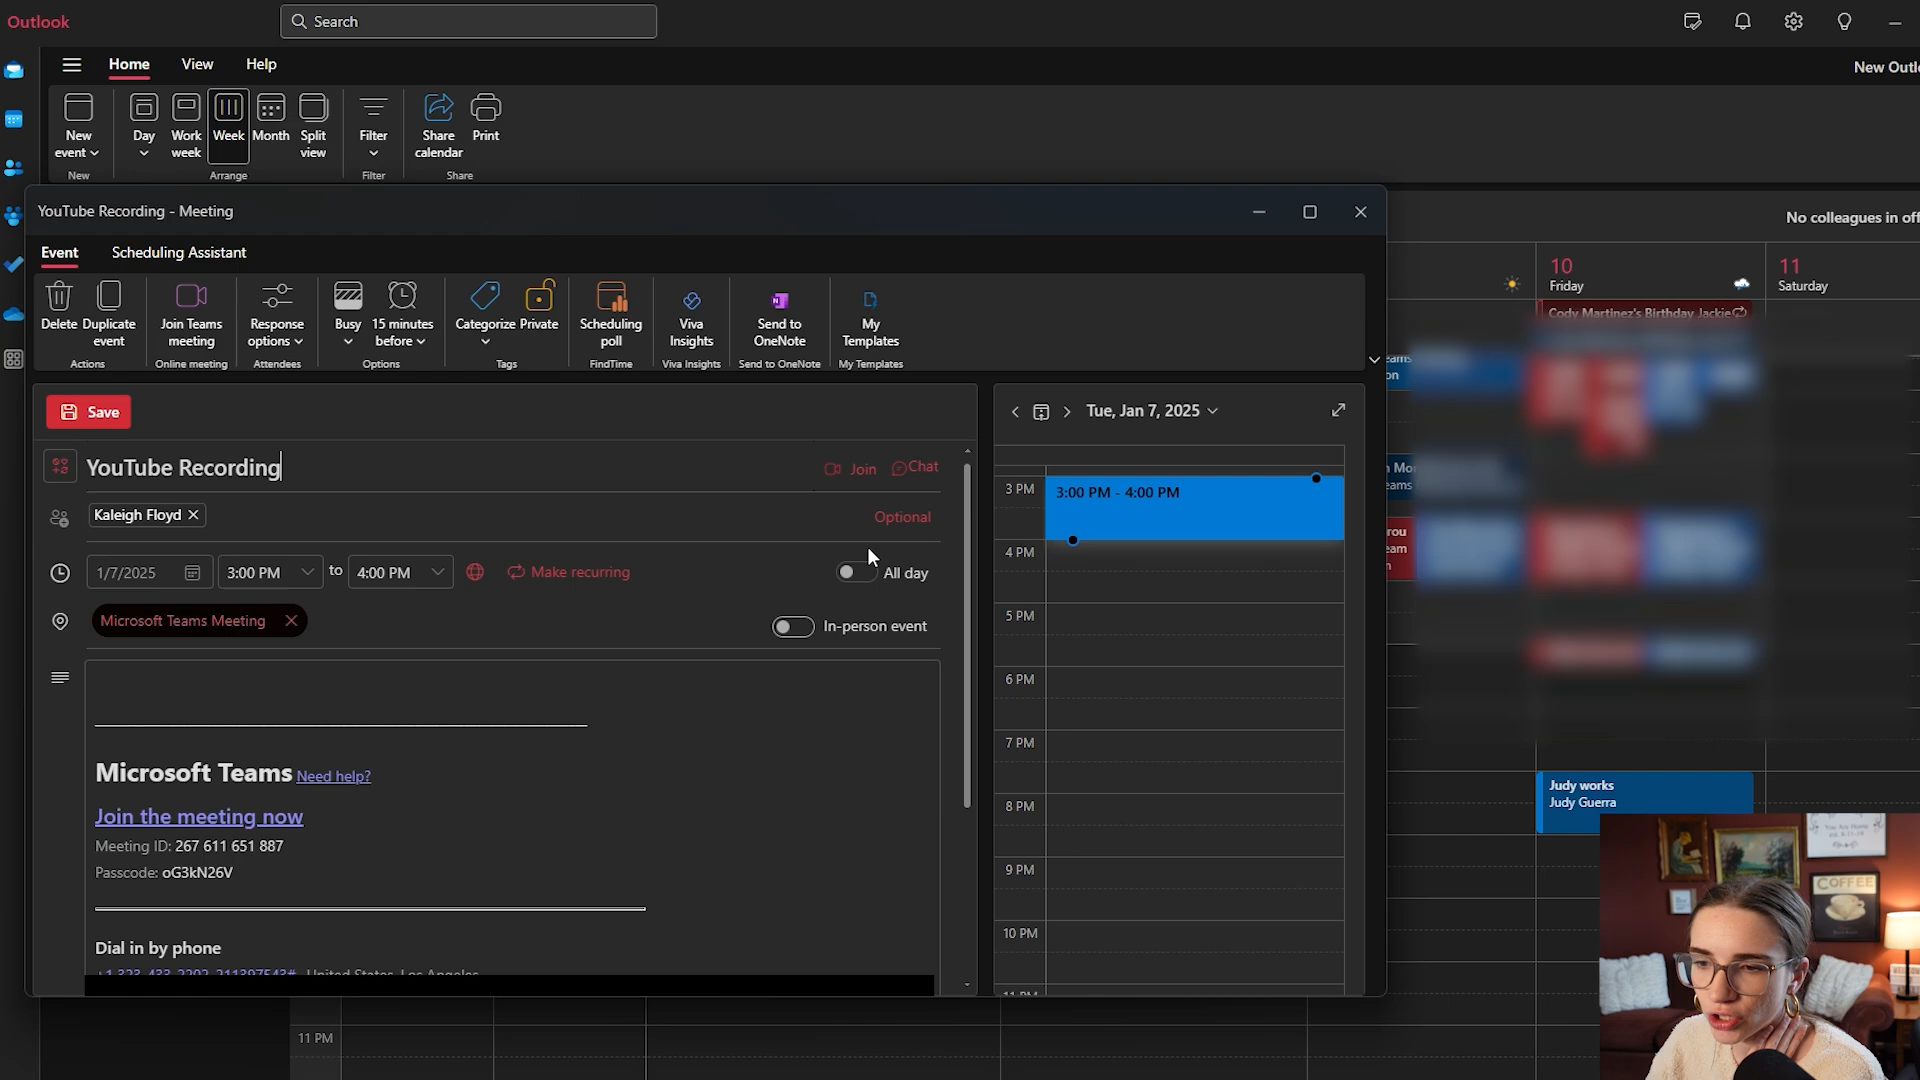 Outlook
Search
Home
View
Help
New Outl
New event
Day
Work week
Week
Month
Split view
Filter
Share calendar
Print
New
Arrange
Filter
Share
No colleagues in off
YouTube Recording - Meeting
Event
Scheduling Assistant
10
Friday
11
Saturday
Cody Martinez's Birthday Jackie
Delete
Duplicate event
Join Teams meeting
Response options
Busy
15 minutes before
Categorize
Private
Scheduling poll
Viva Insights
Send to OneNote
My Templates
Actions
Online meeting
Attendees
Options
Tags
FindTime
Viva Insights
Send to OneNote
My Templates
Save
Tue, Jan 7, 2025
YouTube Recording
Join
Chat
Kaleigh Floyd
Optional
1/7/2025
3:00 PM
to
4:00 PM
Make recurring
All day
Microsoft Teams Meeting
In-person event
3 PM
3:00 PM - 4:00 PM
4 PM
5 PM
6 PM
7 PM
8 PM
9 PM
10 PM
11 PM
Microsoft Teams Need help?
Join the meeting now
Meeting ID: 267 611 651 887
Passcode: oG3kN26V
Dial in by phone
Judy works
Judy Guerra
11 PM
COFFEE